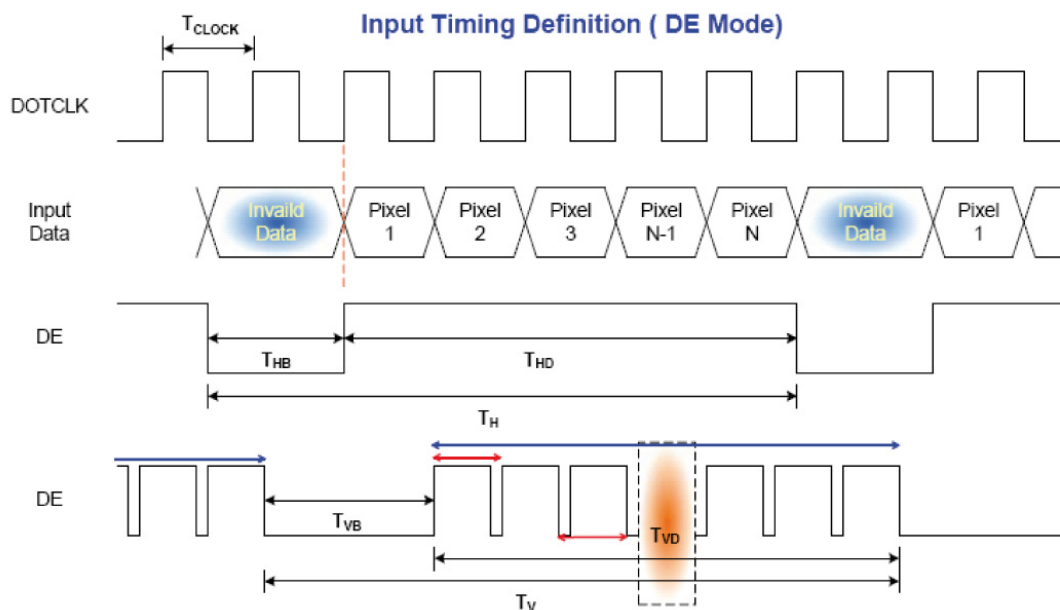 Input Timing Definition ( DE Mode)
TCLOCK
DOTCLK
Input
Data
Invaild
Data
Pixel
1
Pixel
2
Pixel
3
Pixel
N-1
Pixel
N
Invaild
Data
Pixel
1
DE
THB
THD
TH
DE
TVB
TVD
TV